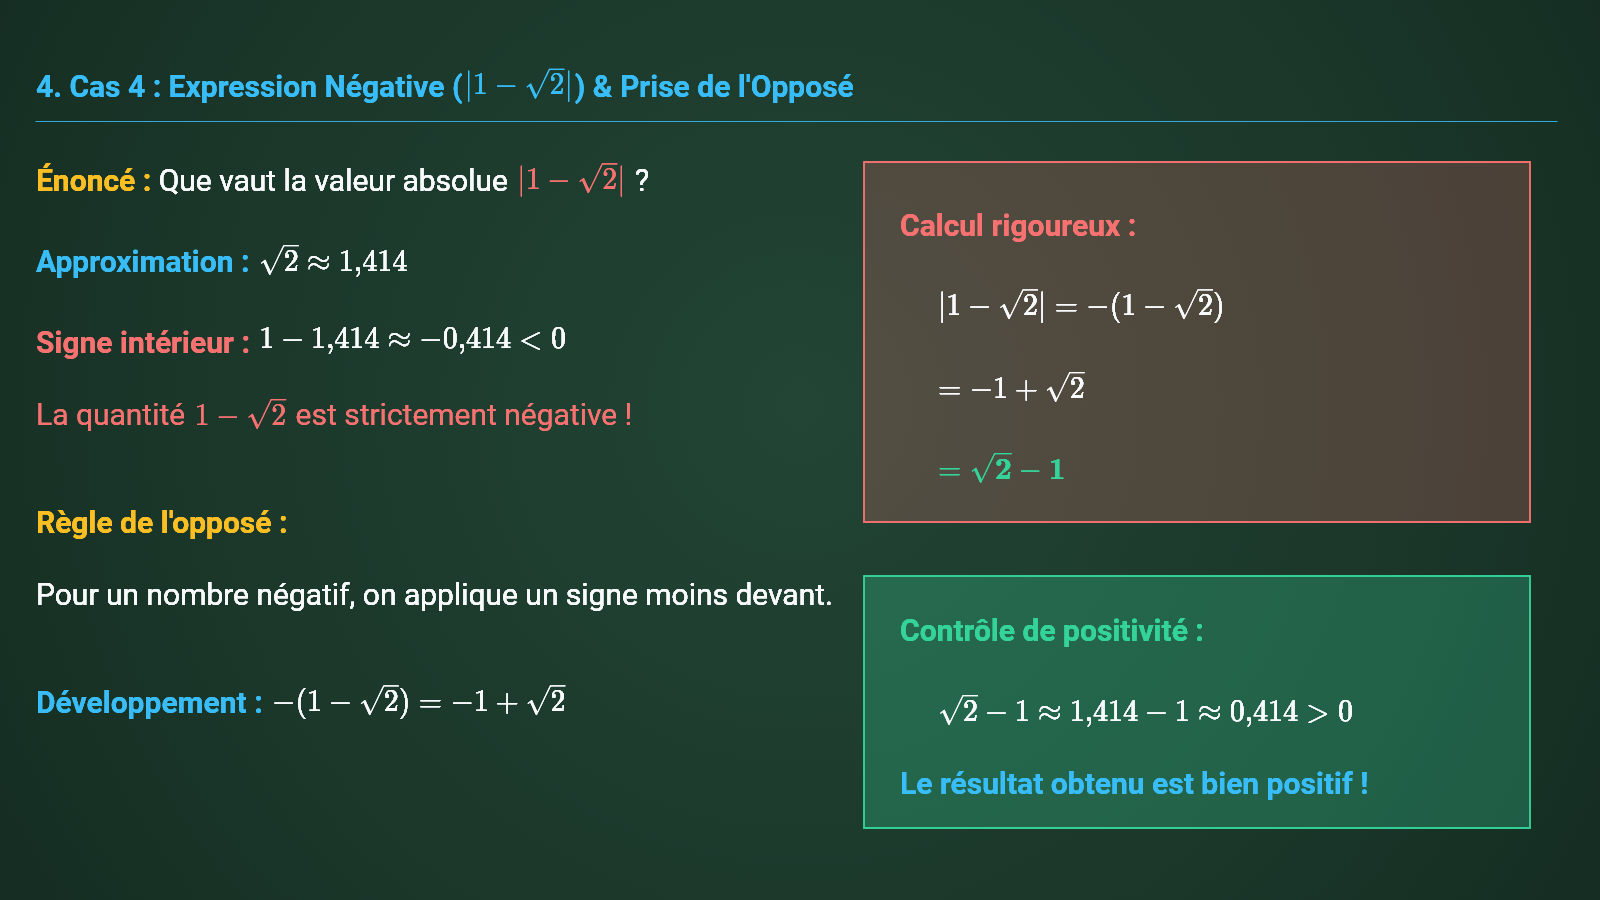 4. Cas 4 : Expression Négative (|1 − √2|) & Prise de l'Opposé
Énoncé : Que vaut la valeur absolue |1 − √2| ?
Approximation : √2 ≈ 1,414
Signe intérieur : 1 − 1,414 ≈ −0,414 < 0
La quantité 1 − √2 est strictement négative !
Règle de l'opposé :
Pour un nombre négatif, on applique un signe moins devant.
Développement : −(1 − √2) = −1 + √2
Calcul rigoureux :
|1 − √2| = −(1 − √2)
= −1 + √2
= √2 − 1
Contrôle de positivité :
√2 − 1 ≈ 1,414 − 1 ≈ 0,414 > 0
Le résultat obtenu est bien positif !